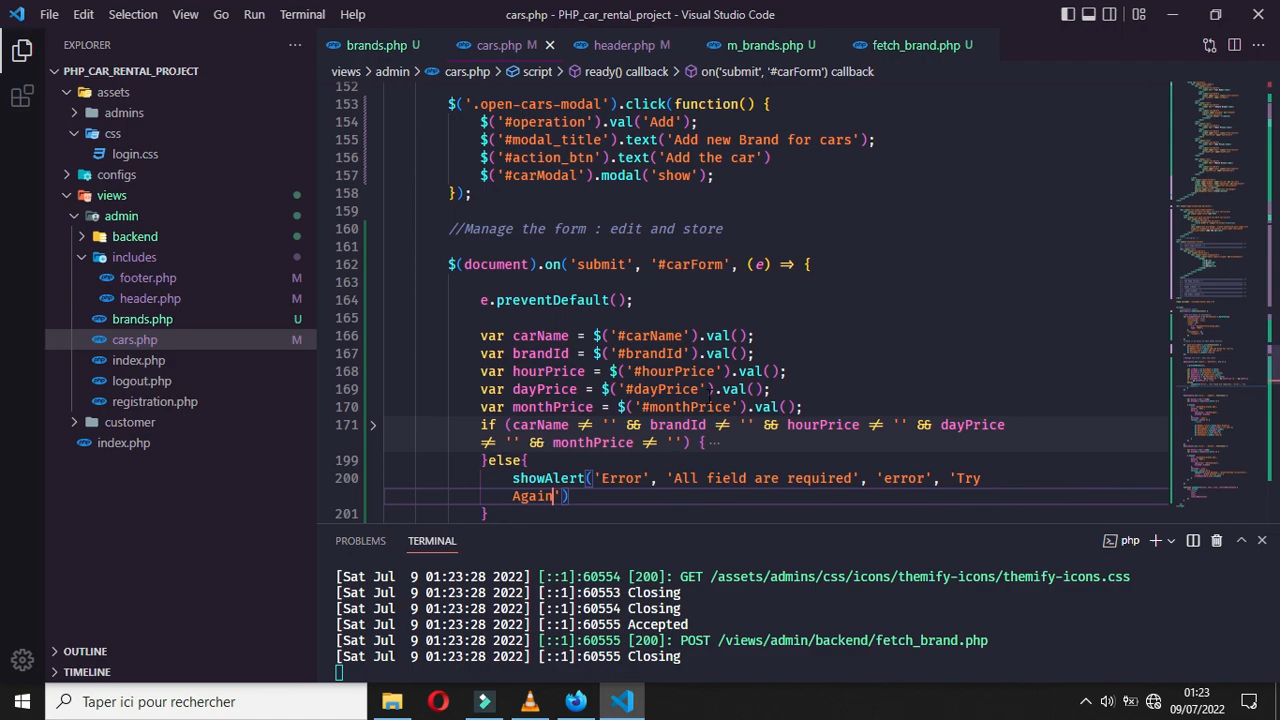 File Edit Selection View Go Run Terminal Help
cars.php - PHP_car_rental_project - Visual Studio Code
EXPLORER
PHP_CAR_RENTAL_PROJECT
assets
admins
css
login.css
configs
views
admin
backend
includes
footer.php M
header.php M
brands.php U
cars.php M
index.php
logout.php
registration.php
customer
index.php
OUTLINE
TIMELINE
brands.php U cars.php M header.php M m_brands.php U fetch_brand.php U
views > admin > cars.php > script > ready() callback > on('submit', '#carForm') callback
152
153 $('.open-cars-modal').click(function() {
154 $('#operation').val('Add');
155 $('#modal_title').text('Add new Brand for cars');
156 $('#action_btn').text('Add the car')
157 $('#carModal').modal('show');
158 });
159
160 //Manage the form : edit and store
161
162 $(document).on('submit', '#carForm', (e) => {
163
164 e.preventDefault();
165
166 var carName = $('#carName').val();
167 var brandId = $('#brandId').val();
168 var hourPrice = $('#hourPrice').val();
169 var dayPrice = $('#dayPrice').val();
170 var monthPrice = $('#monthPrice').val();
171 if (carName != '' && brandId != '' && hourPrice != '' && dayPrice
!= '' && monthPrice != '') {…
199 }else{
200 showAlert('Error', 'All field are required', 'error', 'Try
Again')
201 }
PROBLEMS TERMINAL
php
[Sat Jul 9 01:23:28 2022] [::1]:60554 [200]: GET /assets/admins/css/icons/themify-icons/themify-icons.css
[Sat Jul 9 01:23:28 2022] [::1]:60553 Closing
[Sat Jul 9 01:23:28 2022] [::1]:60554 Closing
[Sat Jul 9 01:23:28 2022] [::1]:60555 Accepted
[Sat Jul 9 01:23:28 2022] [::1]:60555 [200]: POST /views/admin/backend/fetch_brand.php
[Sat Jul 9 01:23:28 2022] [::1]:60555 Closing
Taper ici pour rechercher
01:23
09/07/2022